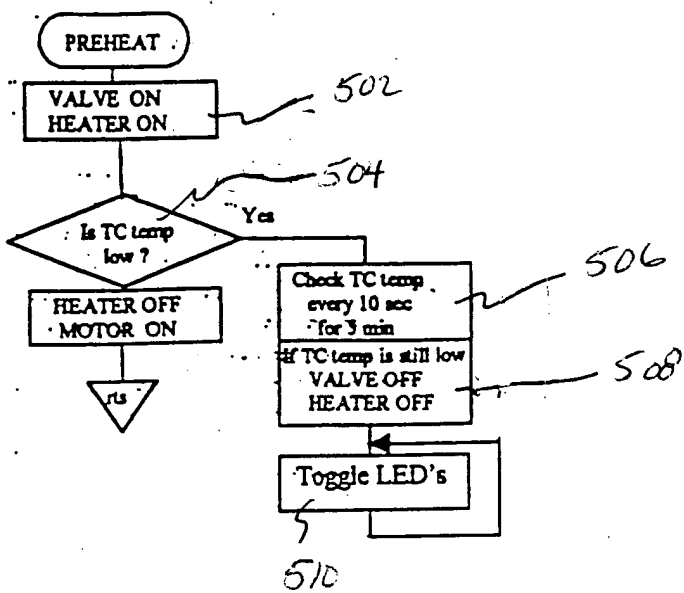 PREHEAT
VALVE ON
HEATER ON
502
Is TC temp
low ?
504
Yes
HEATER OFF
MOTOR ON
rts
Check TC temp
every 10 sec
for 3 min
506
If TC temp is still low
VALVE OFF
HEATER OFF
508
Toggle LED's
510